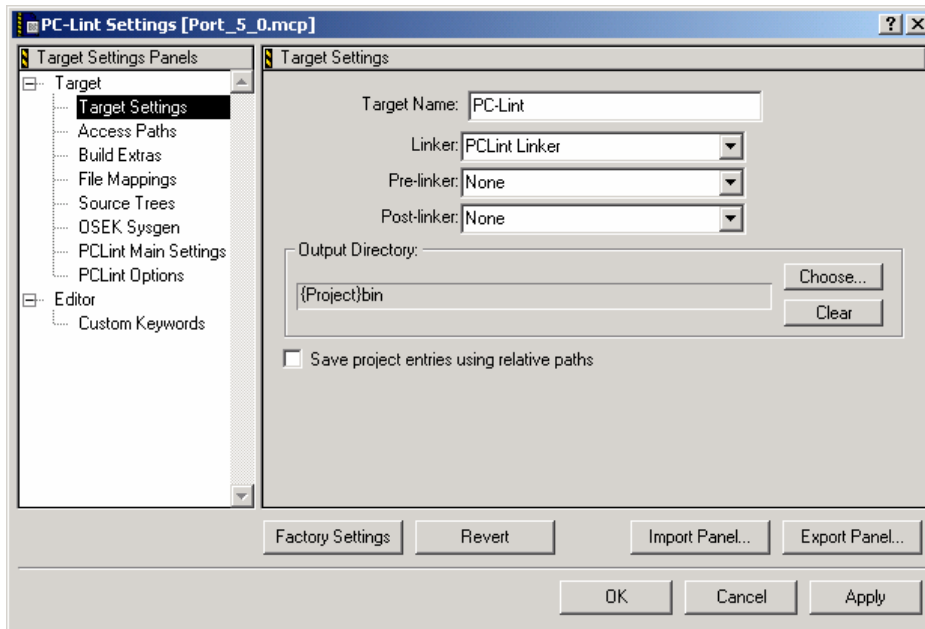 PC-Lint Settings [Port_5_0.mcp]
Target Settings Panels
Target
Target Settings
Access Paths
Build Extras
File Mappings
Source Trees
OSEK Sysgen
PCLint Main Settings
PCLint Options
Editor
Custom Keywords
Target Settings
Target Name: PC-Lint
Linker: PCLint Linker
Pre-linker: None
Post-linker: None
Output Directory:
{Project}bin
Choose...
Clear
Save project entries using relative paths
Factory Settings Revert Import Panel... Export Panel...
OK Cancel Apply